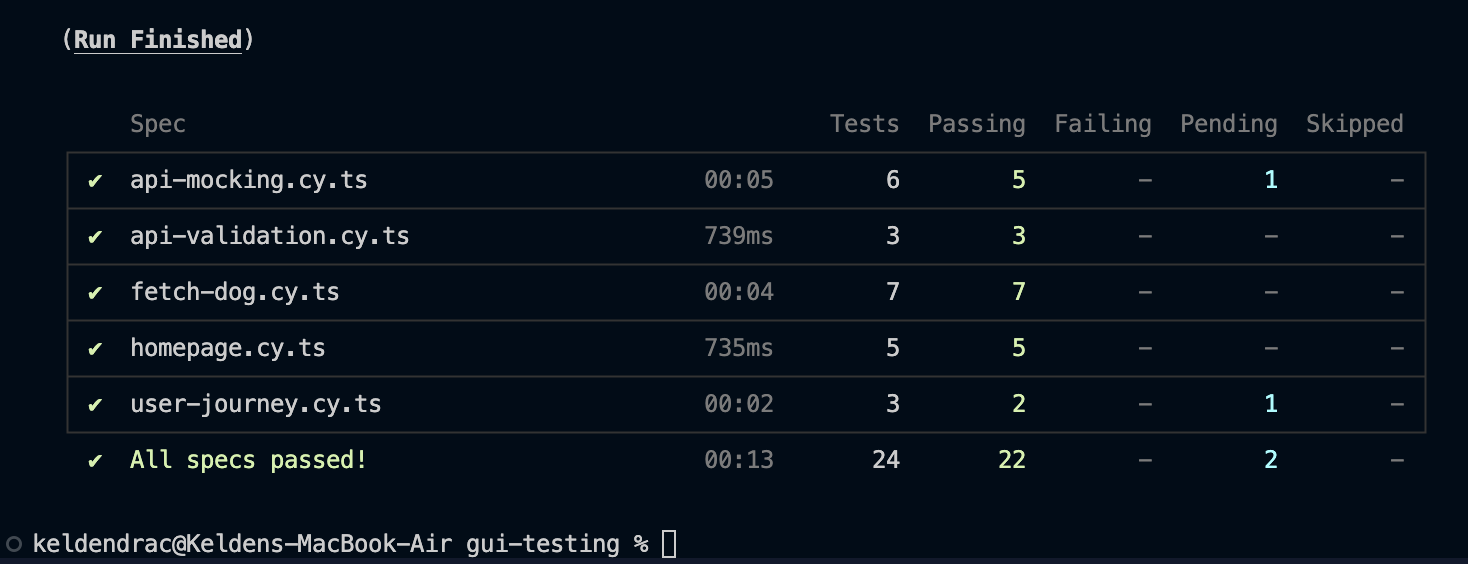 (Run Finished)
Spec Tests Passing Failing Pending Skipped
✔ api-mocking.cy.ts 00:05 6 5 - 1 -
✔ api-validation.cy.ts 739ms 3 3 - - -
✔ fetch-dog.cy.ts 00:04 7 7 - - -
✔ homepage.cy.ts 735ms 5 5 - - -
✔ user-journey.cy.ts 00:02 3 2 - 1 -
✔ All specs passed! 00:13 24 22 - 2 -
keldendrac@Keldens-MacBook-Air gui-testing %